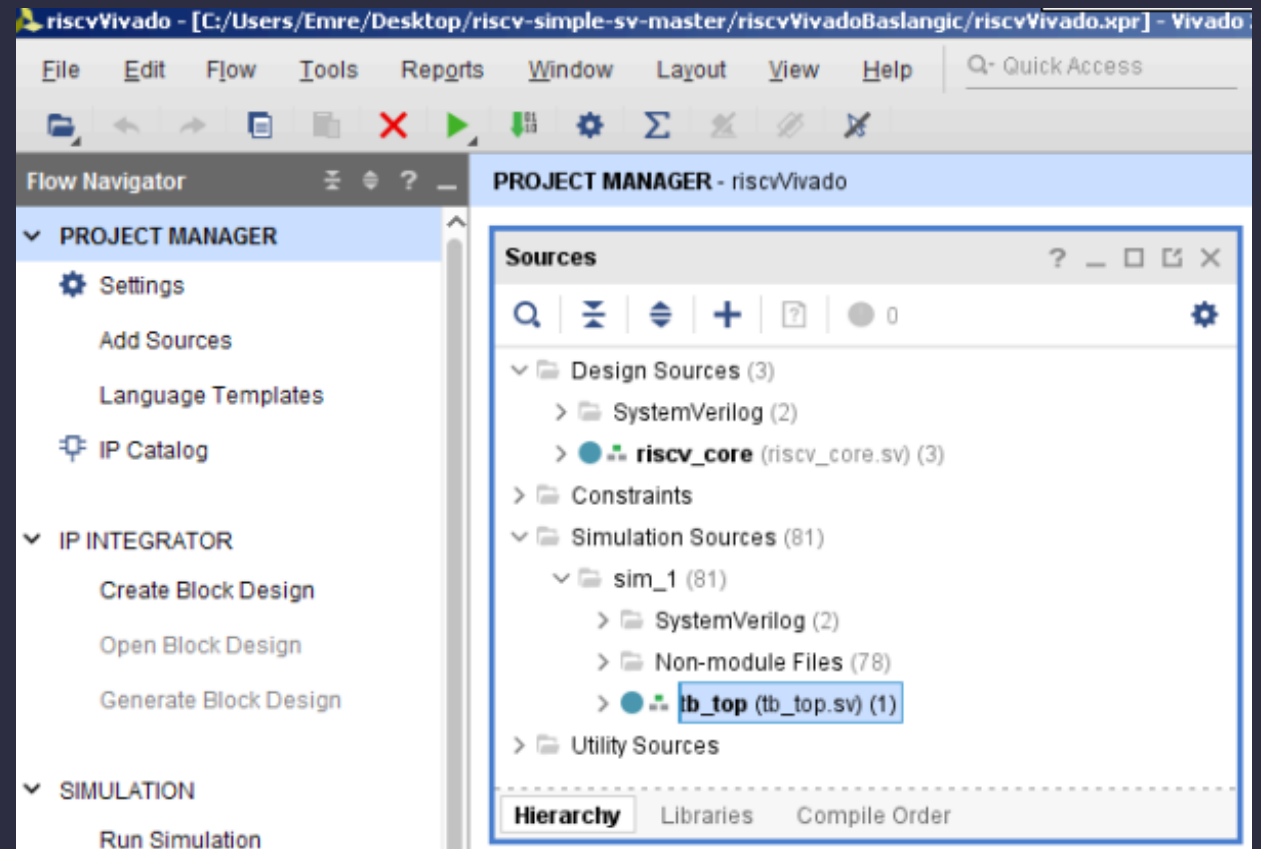 riscvVivado - [C:/Users/Emre/Desktop/riscv-simple-sv-master/riscvVivadoBaslangic/riscvVivado.xpr] - Vivado
File Edit Flow Tools Reports Window Layout View Help Q- Quick Access
Flow Navigator
PROJECT MANAGER
Settings
Add Sources
Language Templates
IP Catalog
IP INTEGRATOR
Create Block Design
Open Block Design
Generate Block Design
SIMULATION
Run Simulation
PROJECT MANAGER - riscvVivado
Sources
0
Design Sources (3)
SystemVerilog (2)
riscv_core (riscv_core.sv) (3)
Constraints
Simulation Sources (81)
sim_1 (81)
SystemVerilog (2)
Non-module Files (78)
tb_top (tb_top.sv) (1)
Utility Sources
Hierarchy Libraries Compile Order